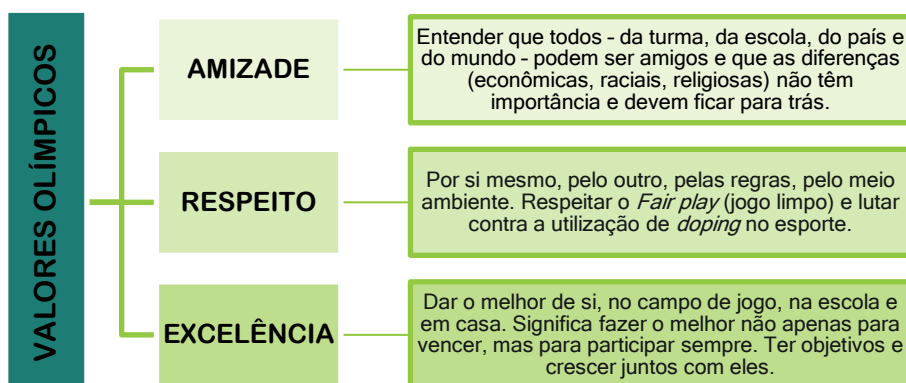 VALORES OLÍMPICOS
AMIZADE
Entender que todos - da turma, da escola, do país e
do mundo - podem ser amigos e que as diferenças
(econômicas, raciais, religiosas) não têm
importância e devem ficar para trás.
RESPEITO
Por si mesmo, pelo outro, pelas regras, pelo meio
ambiente. Respeitar o Fair play (jogo limpo) e lutar
contra a utilização de doping no esporte.
EXCELÊNCIA
Dar o melhor de si, no campo de jogo, na escola e
em casa. Significa fazer o melhor não apenas para
vencer, mas para participar sempre. Ter objetivos e
crescer juntos com eles.